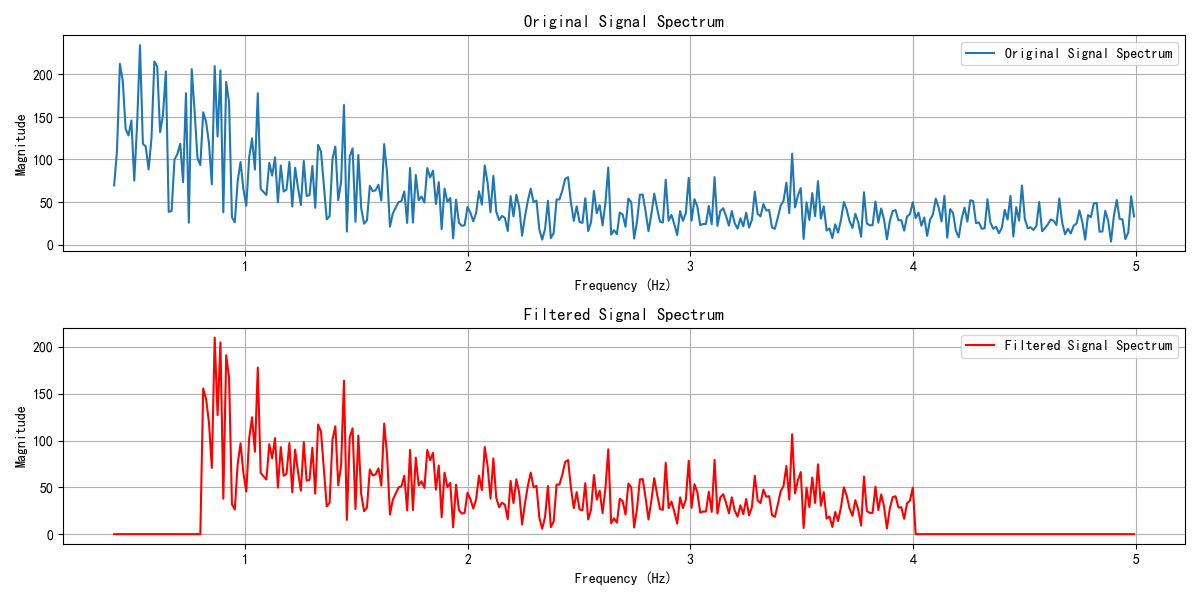 Original Signal Spectrum
Original Signal Spectrum
200
150
100
50
0
Magnitude
1 2 3 4 5
Frequency (Hz)
Filtered Signal Spectrum
Filtered Signal Spectrum
200
150
100
50
0
Magnitude
1 2 3 4 5
Frequency (Hz)